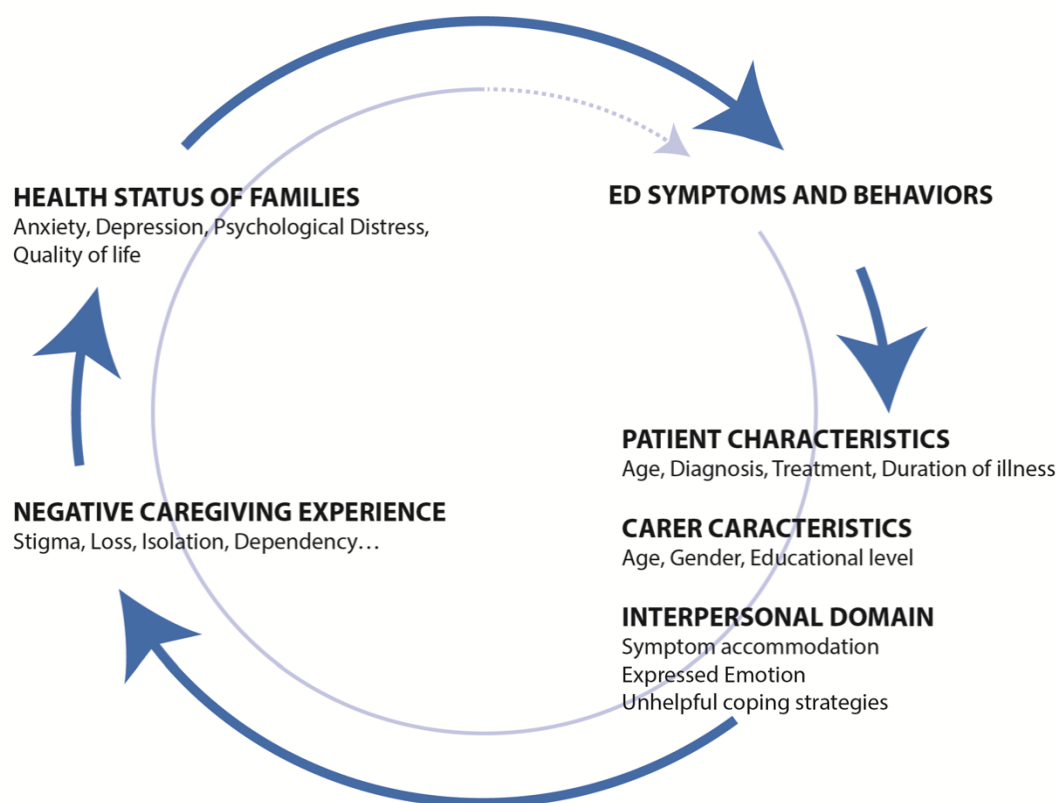 HEALTH STATUS OF FAMILIES
Anxiety, Depression, Psychological Distress,
Quality of life
ED SYMPTOMS AND BEHAVIORS
PATIENT CHARACTERISTICS
Age, Diagnosis, Treatment, Duration of illness
CARER CARACTERISTICS
Age, Gender, Educational level
INTERPERSONAL DOMAIN
Symptom accommodation
Expressed Emotion
Unhelpful coping strategies
NEGATIVE CAREGIVING EXPERIENCE
Stigma, Loss, Isolation, Dependency…